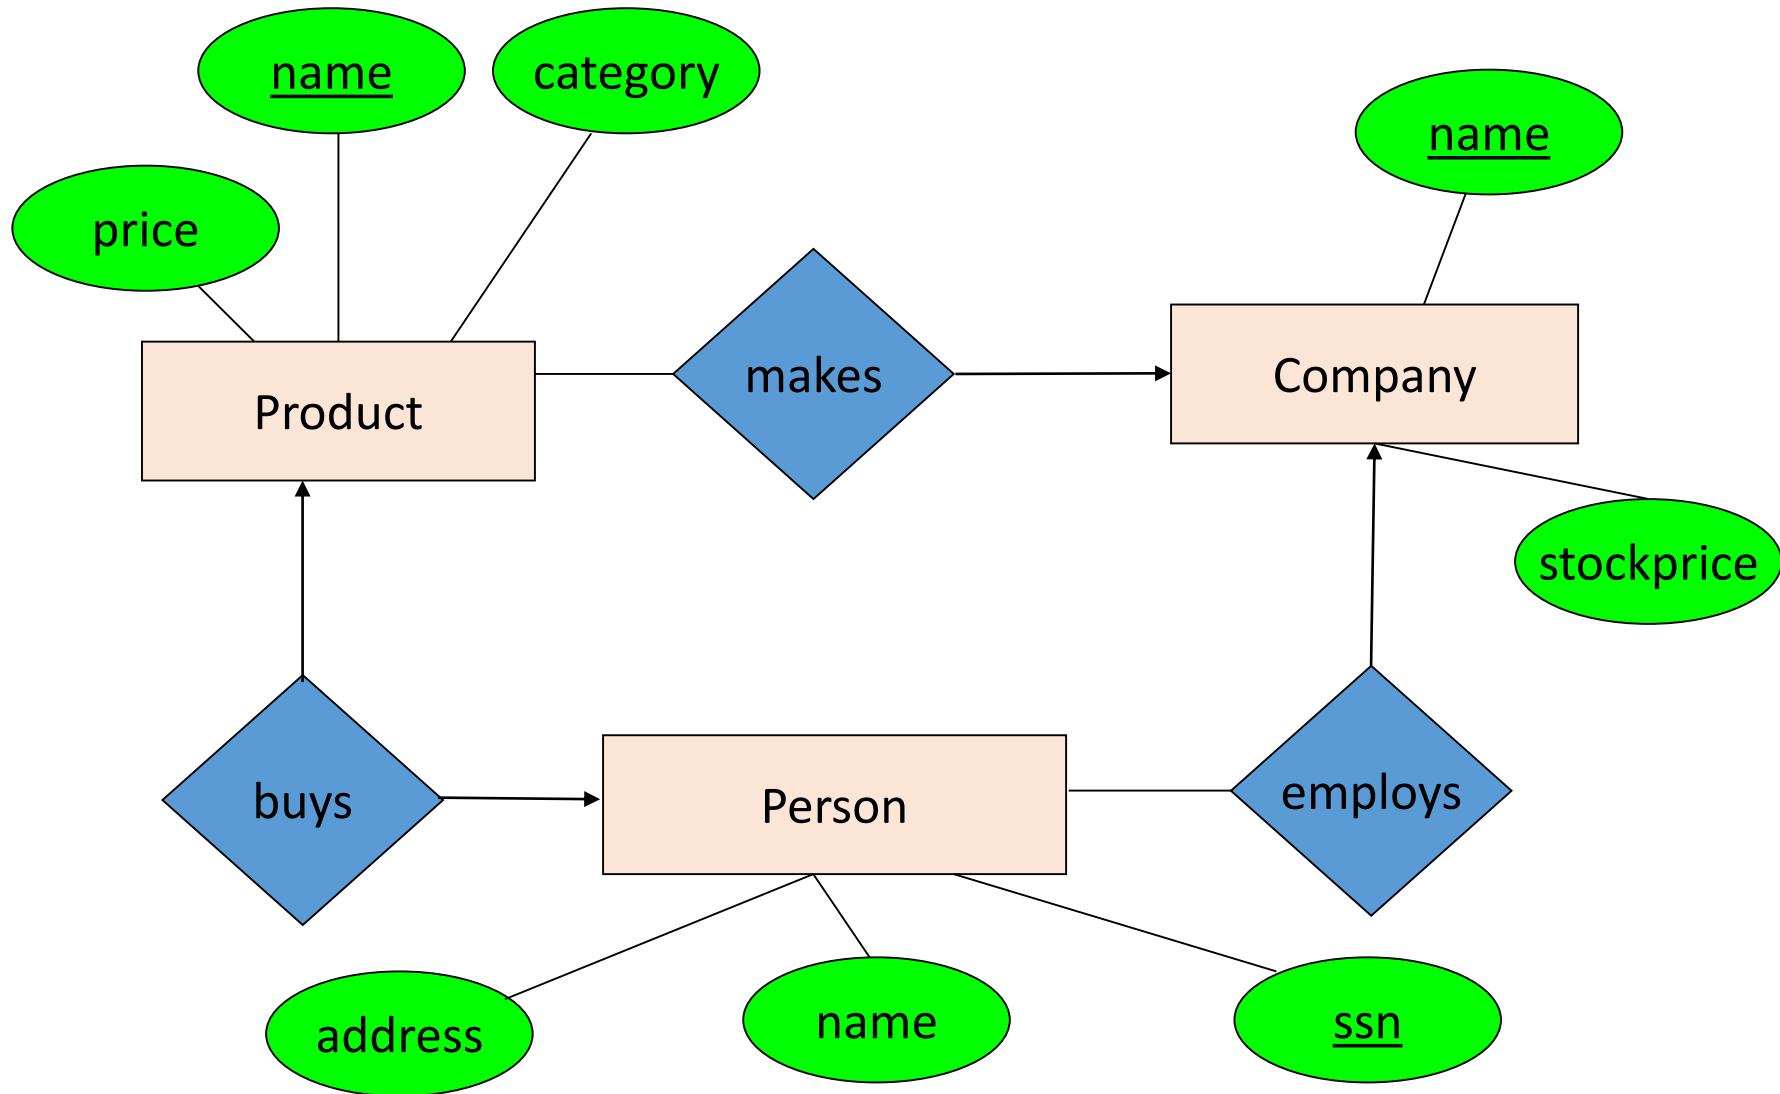 name
category
name
price
makes
Company
Product
stockprice
buys
Person
employs
address
name
ssn